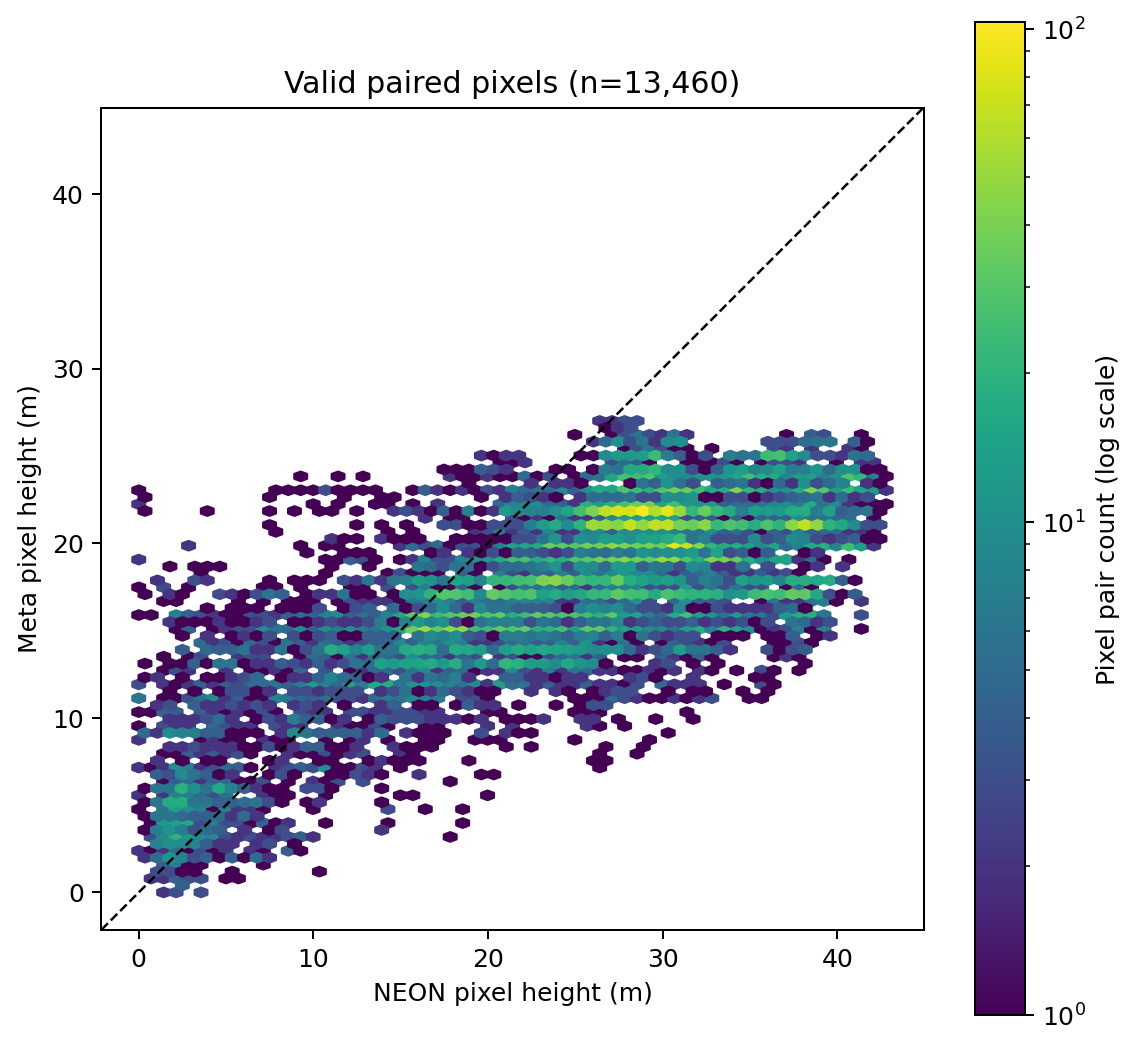 Valid paired pixels (n=13,460)
Meta pixel height (m)
40
30
20
10
0
0 10 20 30 40
NEON pixel height (m)
10²
10¹
10⁰
Pixel pair count (log scale)